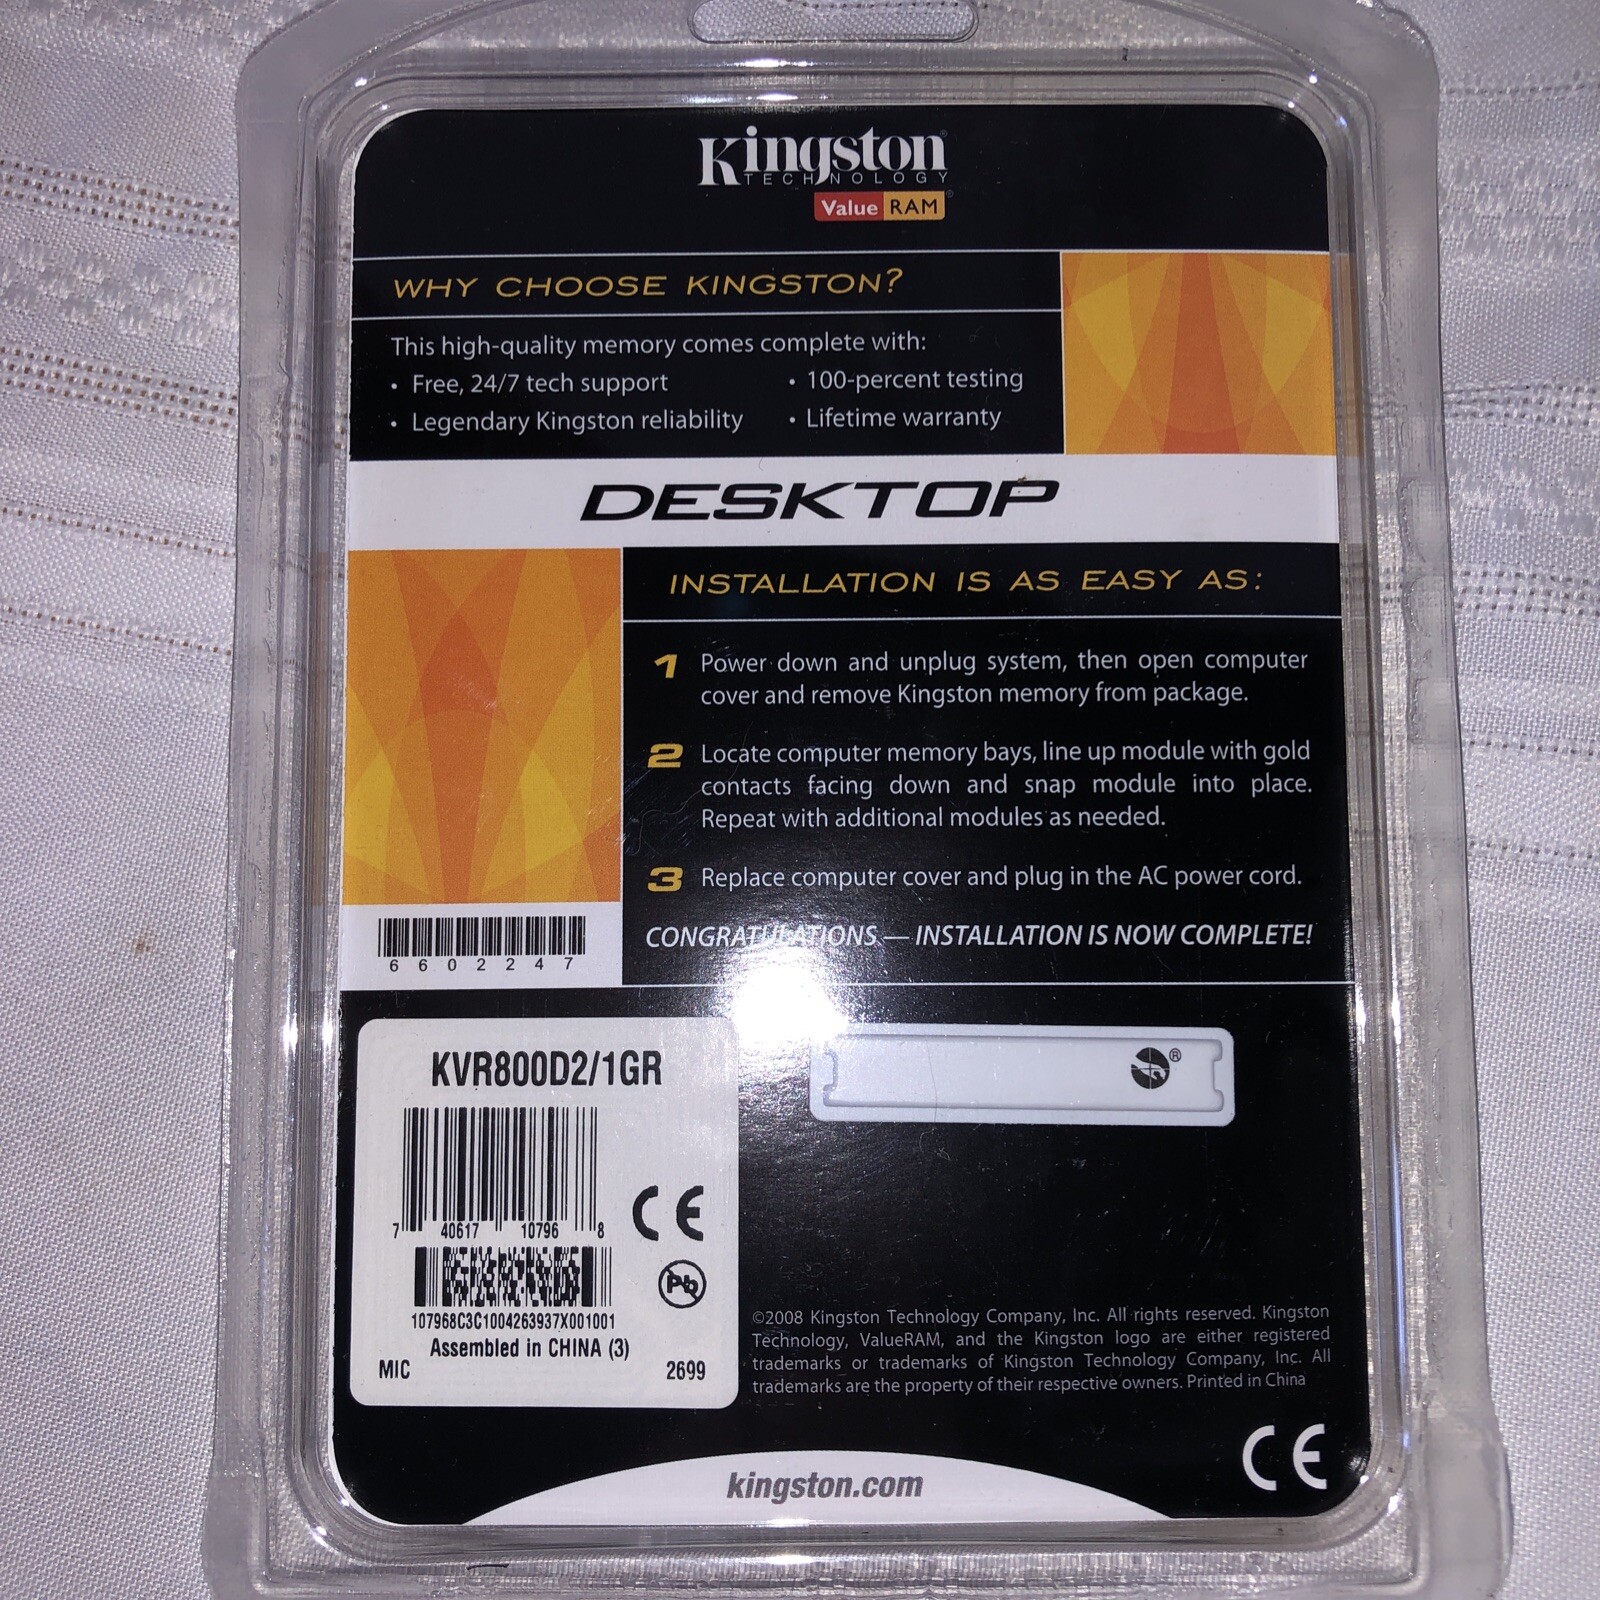 Kingston®
TECHNOLOGY
Value RAM®
WHY CHOOSE KINGSTON?
This high-quality memory comes complete with:
• Free, 24/7 tech support
• 100-percent testing
• Legendary Kingston reliability
• Lifetime warranty
DESKTOP
INSTALLATION IS AS EASY AS:
1 Power down and unplug system, then open computer
cover and remove Kingston memory from package.
2 Locate computer memory bays, line up module with gold
contacts facing down and snap module into place.
Repeat with additional modules as needed.
3 Replace computer cover and plug in the AC power cord.
CONGRATULATIONS — INSTALLATION IS NOW COMPLETE!
6602247
KVR800D2/1GR
7 40617 10796 8
CE
Pb
107968C3C1004263937X001001
Assembled in CHINA (3)
MIC 2699
®
©2008 Kingston Technology Company, Inc. All rights reserved. Kingston
Technology, ValueRAM, and the Kingston logo are either registered
trademarks or trademarks of Kingston Technology Company, Inc. All
trademarks are the property of their respective owners. Printed in China
CE
kingston.com